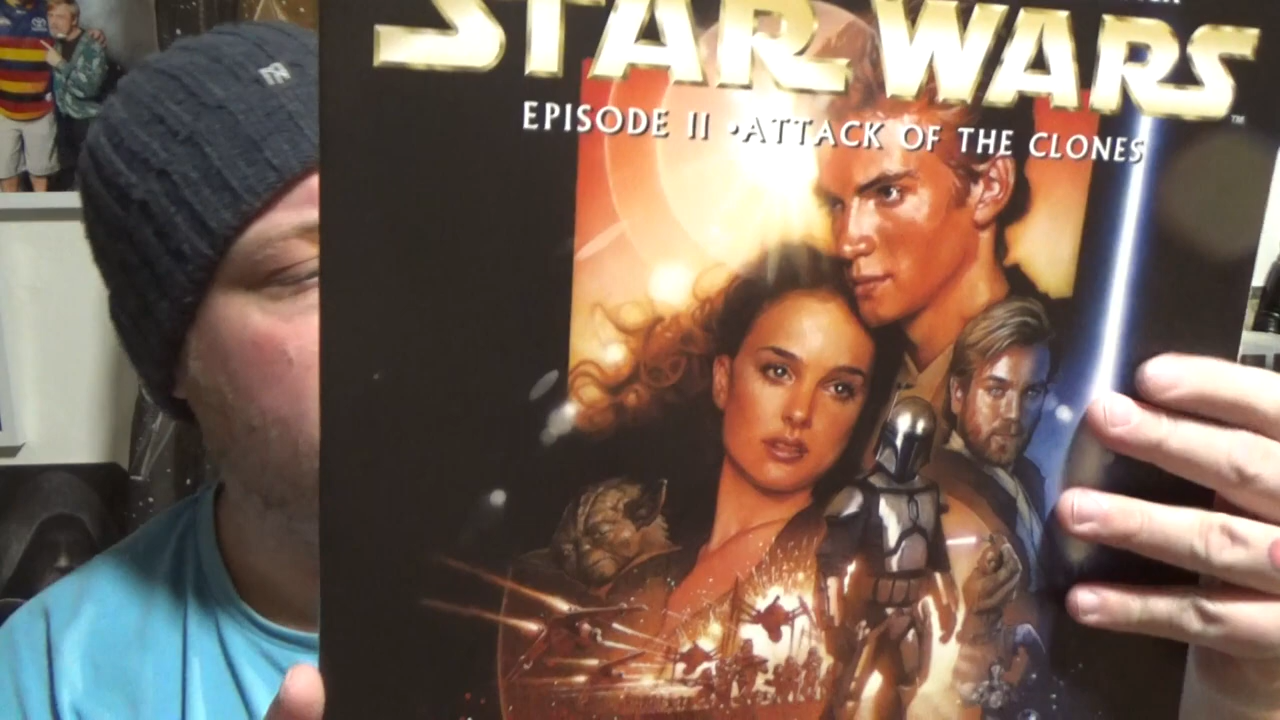 STAR WARS
EPISODE II • ATTACK OF THE CLONES